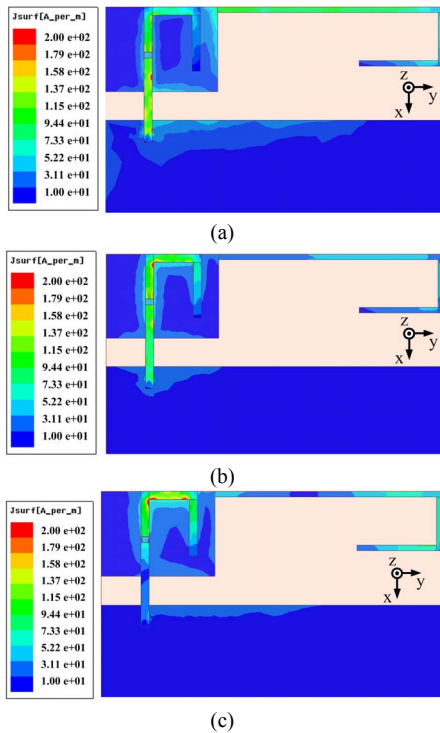 Jsurf[A_per_m]
2.00 e+02
1.79 e+02
1.58 e+02
1.37 e+02
1.15 e+02
9.44 e+01
7.33 e+01
5.22 e+01
3.11 e+01
1.00 e+01
z
y
x
(a)
Jsurf[A_per_m]
2.00 e+02
1.79 e+02
1.58 e+02
1.37 e+02
1.15 e+02
9.44 e+01
7.33 e+01
5.22 e+01
3.11 e+01
1.00 e+01
z
y
x
(b)
Jsurf[A_per_m]
2.00 e+02
1.79 e+02
1.58 e+02
1.37 e+02
1.15 e+02
9.44 e+01
7.33 e+01
5.22 e+01
3.11 e+01
1.00 e+01
z
y
x
(c)